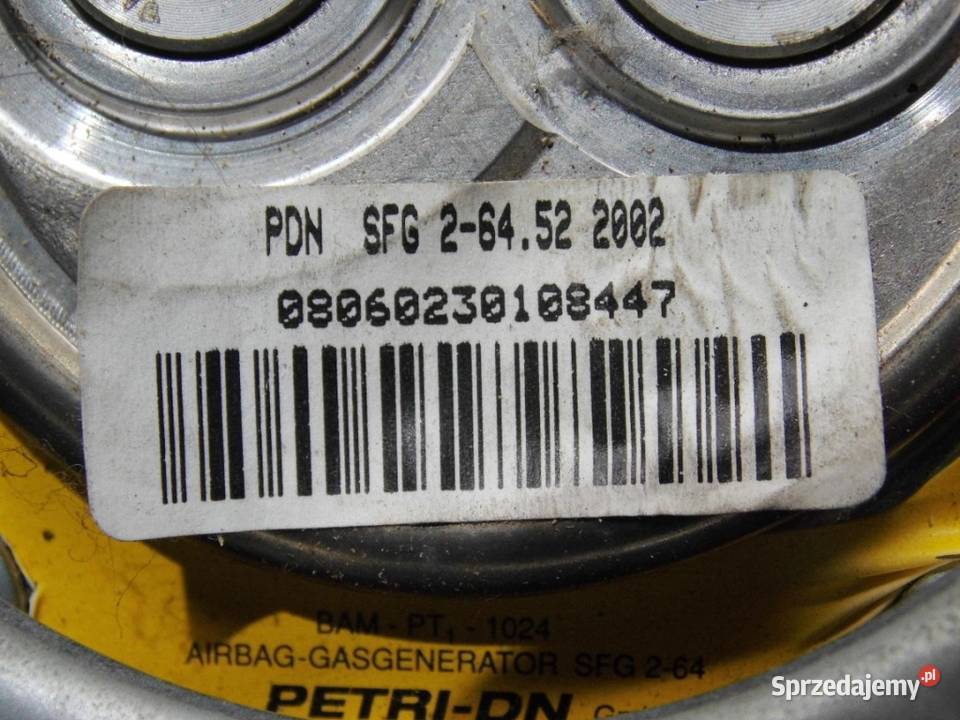 PDN SFG 2-64.52 2002
08060230108447
BAM - PT₁ - 1024
AIRBAG-GASGENERATOR SFG 2-64
PETRI-DN
Sprzedajemy.pl